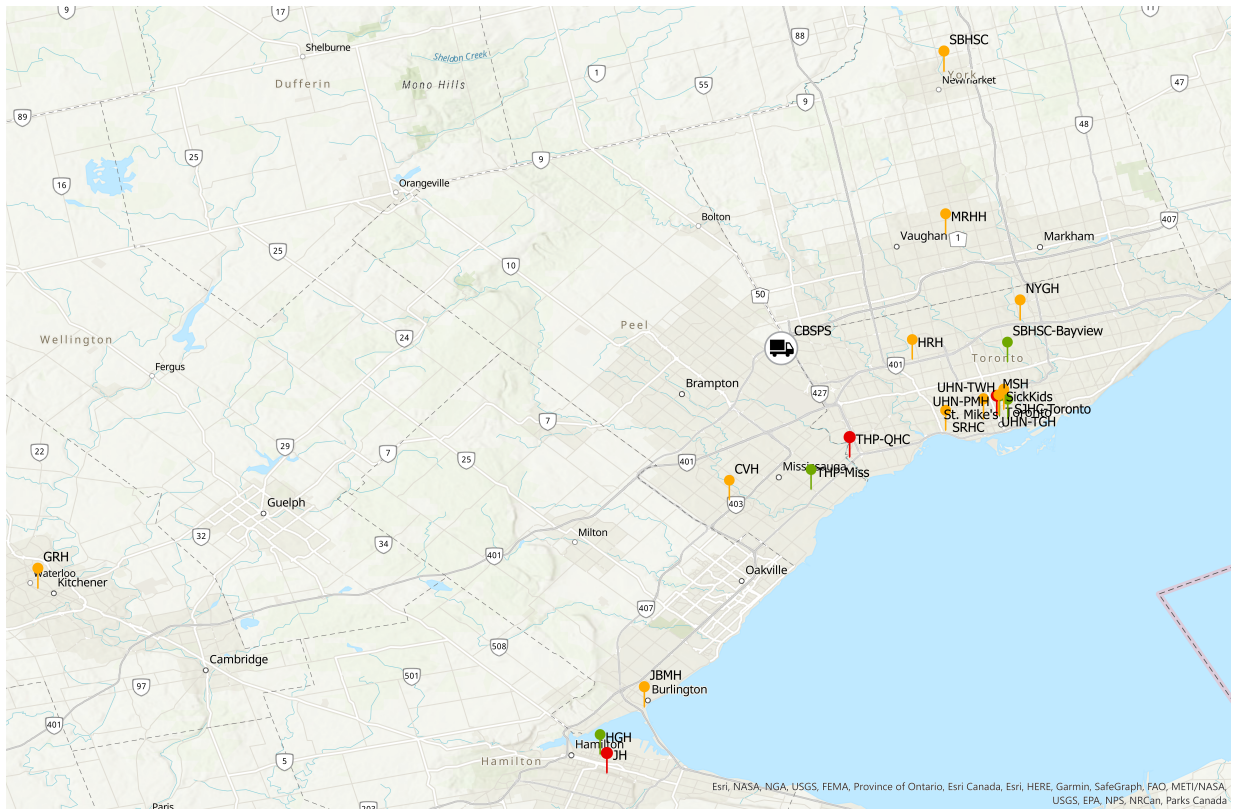 9
17
11
SBHSC
88
Shelburne
Sheldon Creek
York
1
Dufferin
Mono Hills
55
Newmarket
47
9
89
48
25
9
16
Orangeville
MRHH
Bolton
407
Vaughan
1
Markham
25
10
NYGH
50
SBHSC-Bayview
CBSPS
Peel
24
Wellington
HRH
Toronto
401
Fergus
Brampton
427
UHN-TWH
MSH
UHN-PMH
SickKids
St. Mike's
SJHC-Toronto
Toronto
7
UHN-TGH
SRHC
THP-QHC
22
29
7
25
401
CVH
Mississauga
THP-Miss
Guelph
403
32
Milton
34
401
GRH
Waterloo
Kitchener
Oakville
407
508
Cambridge
501
JBMH
97
Burlington
401
HGH
Hamilton
JH
5
Hamilton
Paris
203
Esri, NASA, NGA, USGS, FEMA, Province of Ontario, Esri Canada, Esri, HERE, Garmin, SafeGraph, FAO, METI/NASA,
USGS, EPA, NPS, NRCan, Parks Canada